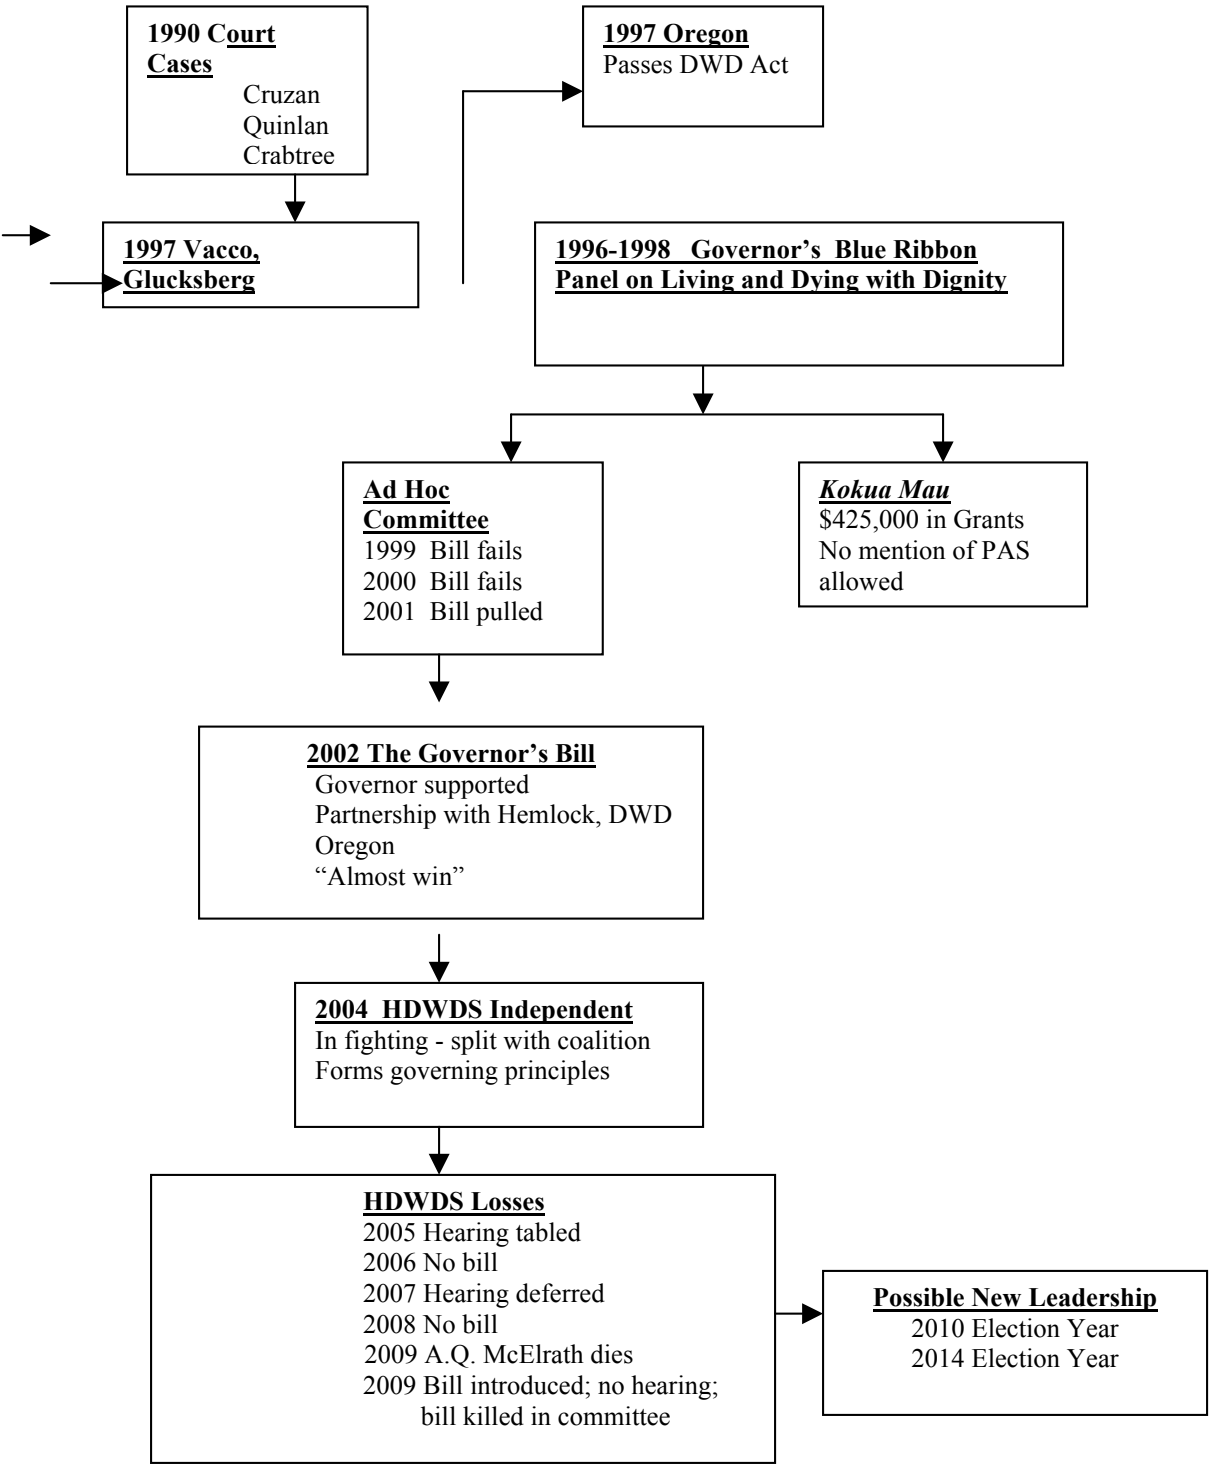 1990 Court
Cases
Cruzan
Quinlan
Crabtree
1997 Oregon
Passes DWD Act
1997 Vacco,
Glucksberg
1996-1998 Governor’s Blue Ribbon
Panel on Living and Dying with Dignity
Ad Hoc
Committee
1999 Bill fails
2000 Bill fails
2001 Bill pulled
Kokua Mau
$425,000 in Grants
No mention of PAS
allowed
2002 The Governor’s Bill
Governor supported
Partnership with Hemlock, DWD
Oregon
“Almost win”
2004 HDWDS Independent
In fighting - split with coalition
Forms governing principles
HDWDS Losses
2005 Hearing tabled
2006 No bill
2007 Hearing deferred
2008 No bill
2009 A.Q. McElrath dies
2009 Bill introduced; no hearing;
bill killed in committee
Possible New Leadership
2010 Election Year
2014 Election Year